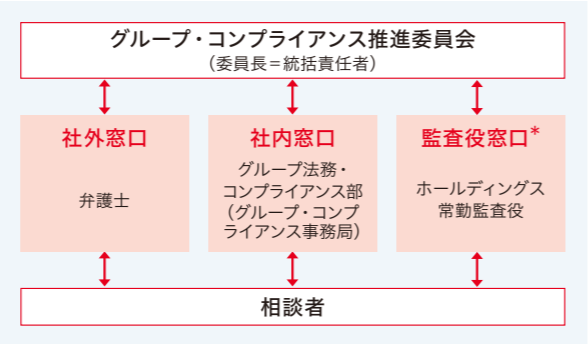 グループ・コンプライアンス推進委員会
（委員長＝統括責任者）
社外窓口
弁護士
社内窓口
グループ法務・
コンプライアンス部
（グループ・コンプ
ライアンス事務局）
監査役窓口*
ホールディングス
常勤監査役
相談者